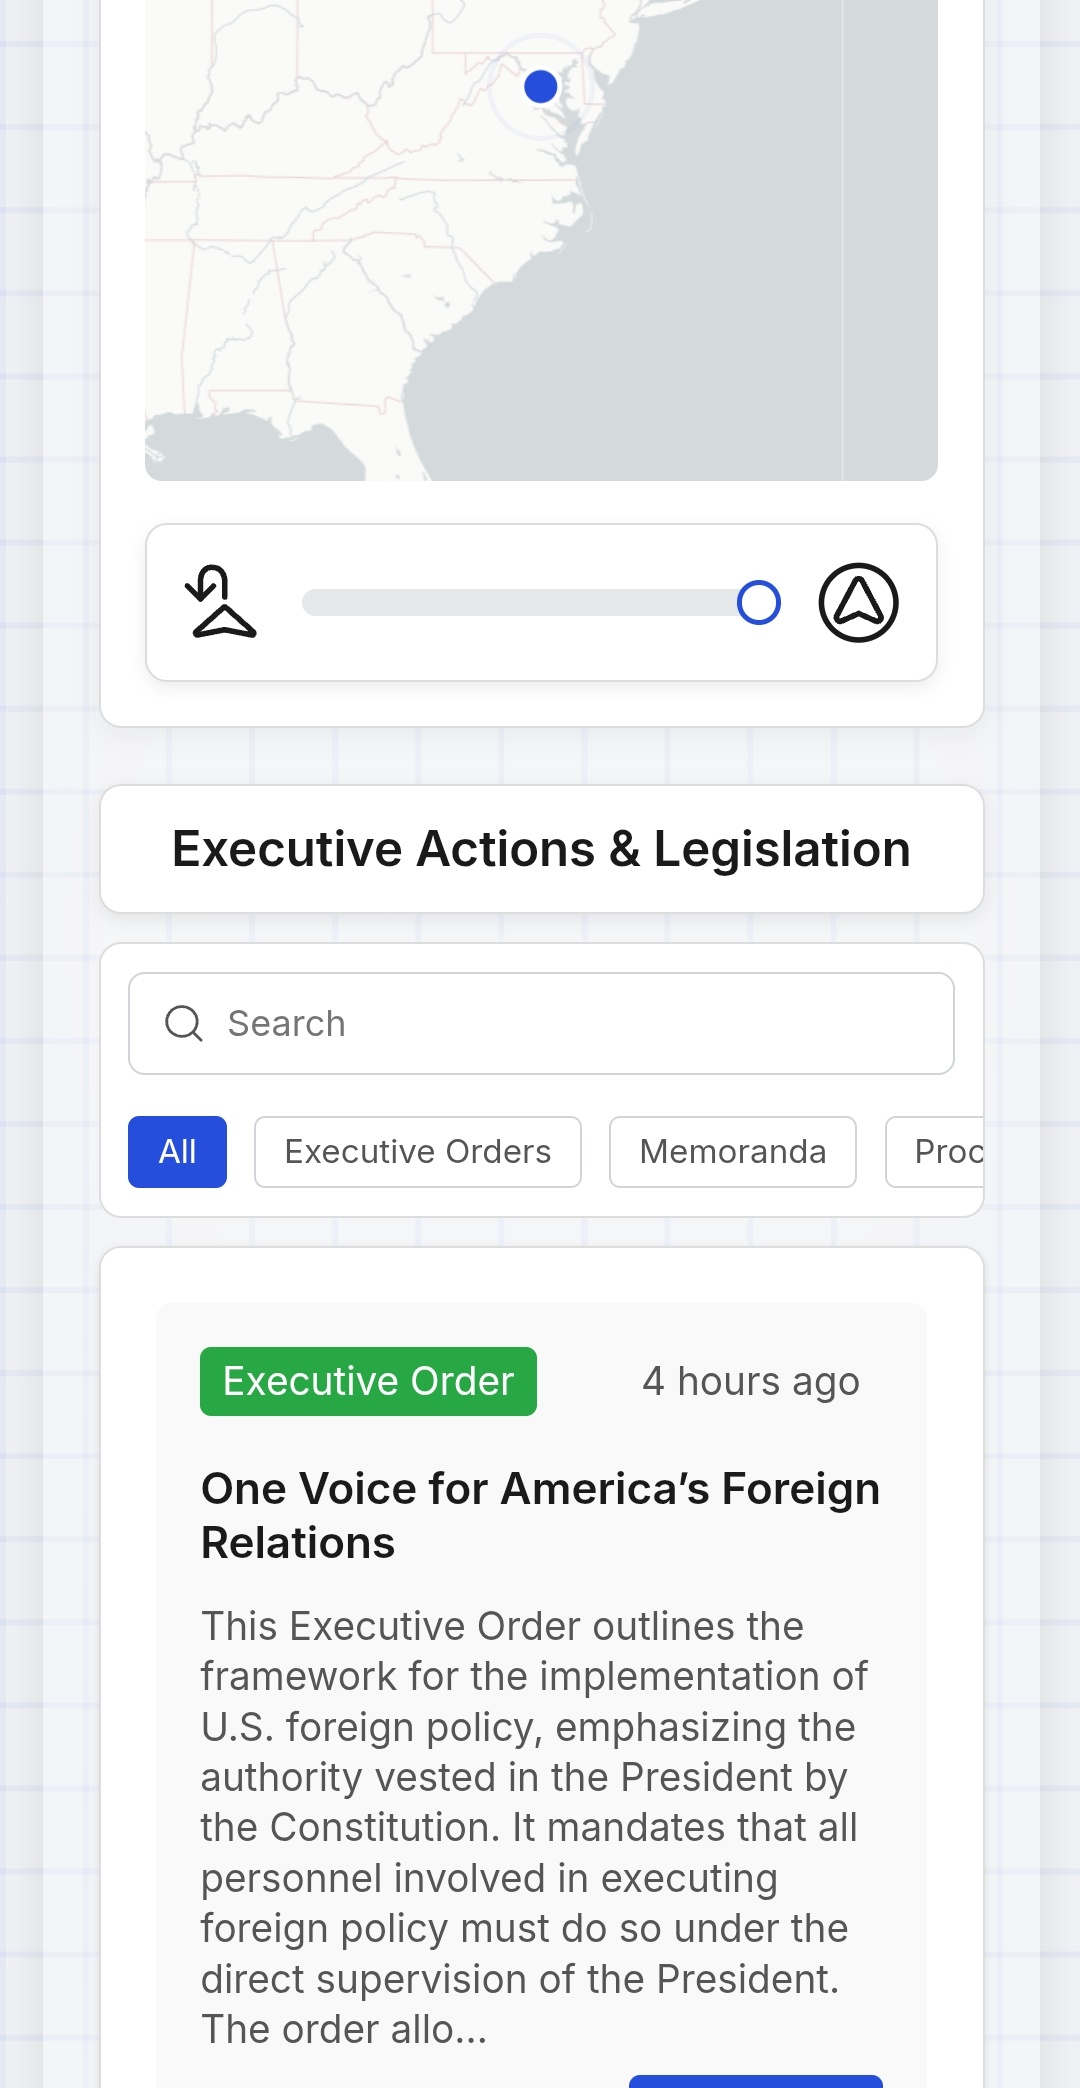 Executive Actions & Legislation
Search
All
Executive Orders
Memoranda
Proc
Executive Order
4 hours ago
One Voice for America’s Foreign
Relations
This Executive Order outlines the
framework for the implementation of
U.S. foreign policy, emphasizing the
authority vested in the President by
the Constitution. It mandates that all
personnel involved in executing
foreign policy must do so under the
direct supervision of the President.
The order allo...